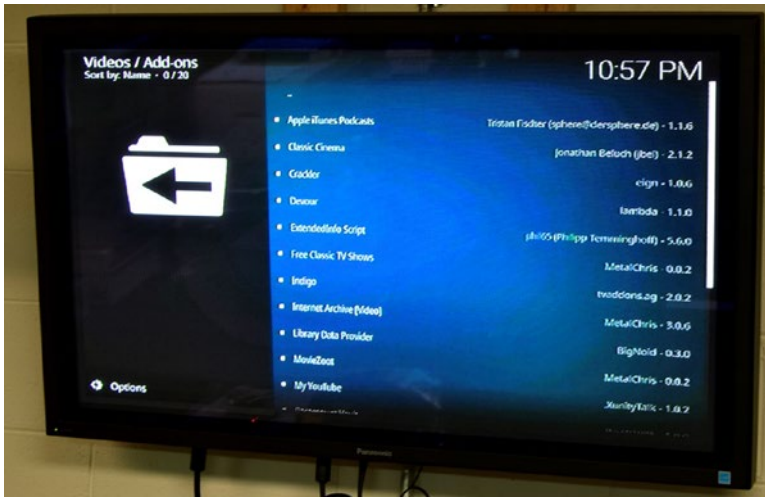 Videos / Add-ons
Sort by: Name · 0 / 20
10:57 PM
..
Apple iTunes Podcasts Tristan Fischer (sphere@dersphere.de) - 1.1.6
Classic Cinema Jonathan Beluch (jbel) - 2.1.2
Crackler eign - 1.0.6
Devour lambda - 1.1.0
ExtendedInfo Script phil65 (Philipp Temminghoff) - 5.6.0
Free Classic TV Shows MetalChris - 0.0.2
Indigo tvaddons.ag - 2.0.2
Internet Archive (Video) MetalChris - 3.0.6
Library Data Provider BigNoid - 0.3.0
MovieZoot MetalChris - 0.0.2
My YouTube XunityTalk - 1.0.2
Options
Panasonic